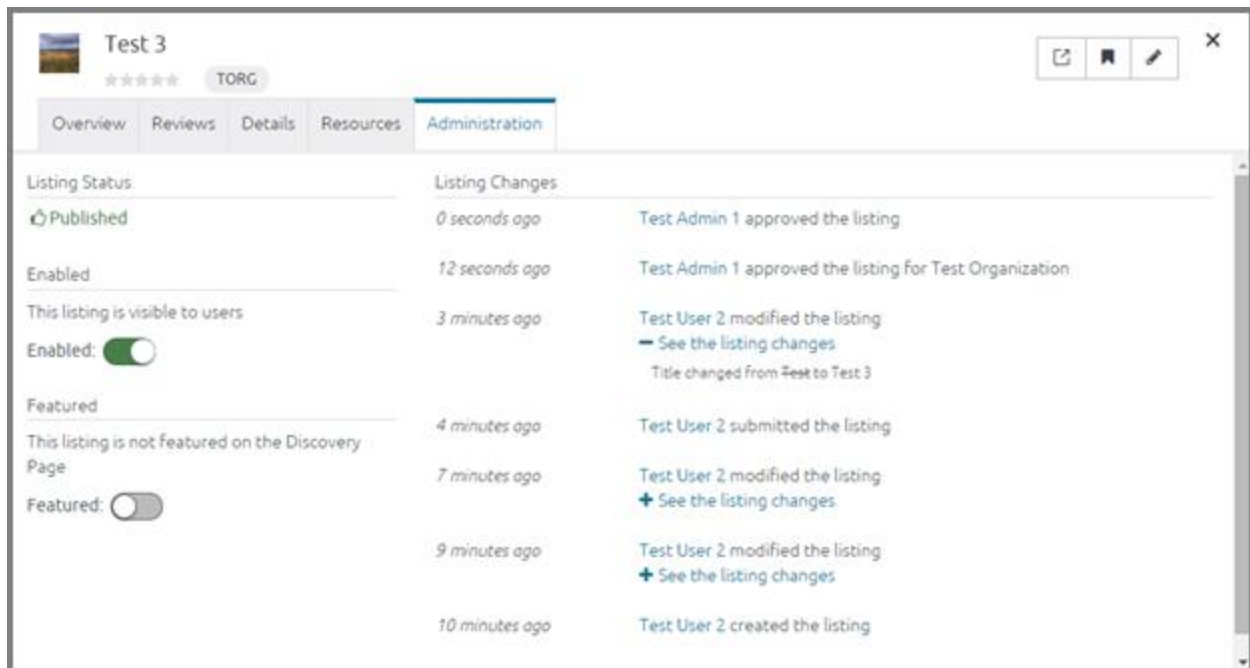 Test 3
TORG
Overview Reviews Details Resources Administration
Listing Status
Published
Enabled
This listing is visible to users
Enabled:
Featured
This listing is not featured on the Discovery
Page
Featured:
Listing Changes
0 seconds ago Test Admin 1 approved the listing
12 seconds ago Test Admin 1 approved the listing for Test Organization
3 minutes ago Test User 2 modified the listing
See the listing changes
Title changed from Test to Test 3
4 minutes ago Test User 2 submitted the listing
7 minutes ago Test User 2 modified the listing
See the listing changes
9 minutes ago Test User 2 modified the listing
See the listing changes
10 minutes ago Test User 2 created the listing